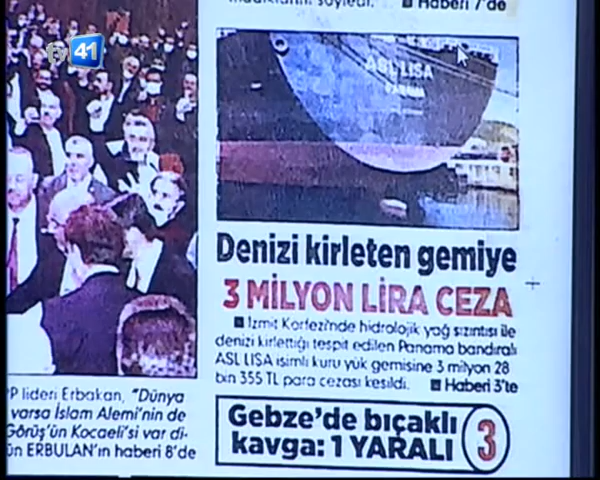 söyledi. ■ Haberi 7'de
tv 41
ASL LISA
PANAMA
Denizi kirleten gemiye
3 MİLYON LİRA CEZA
■ İzmit Körfezi'nde hidrolojik yağ sızıntısı ile
denizi kirlettiği tespit edilen Panama bandıralı
ASL LISA isimli kuru yük gemisine 3 milyon 28
bin 355 TL para cezası kesildi. ■ Haberi 3'te
P lideri Erbakan, "Dünya
varsa İslam Alemi'nin de
Görüş'ün Kocaeli'si var di-
ün ERBULAN'ın haberi 8'de
Gebze'de bıçaklı
kavga: 1 YARALI
3